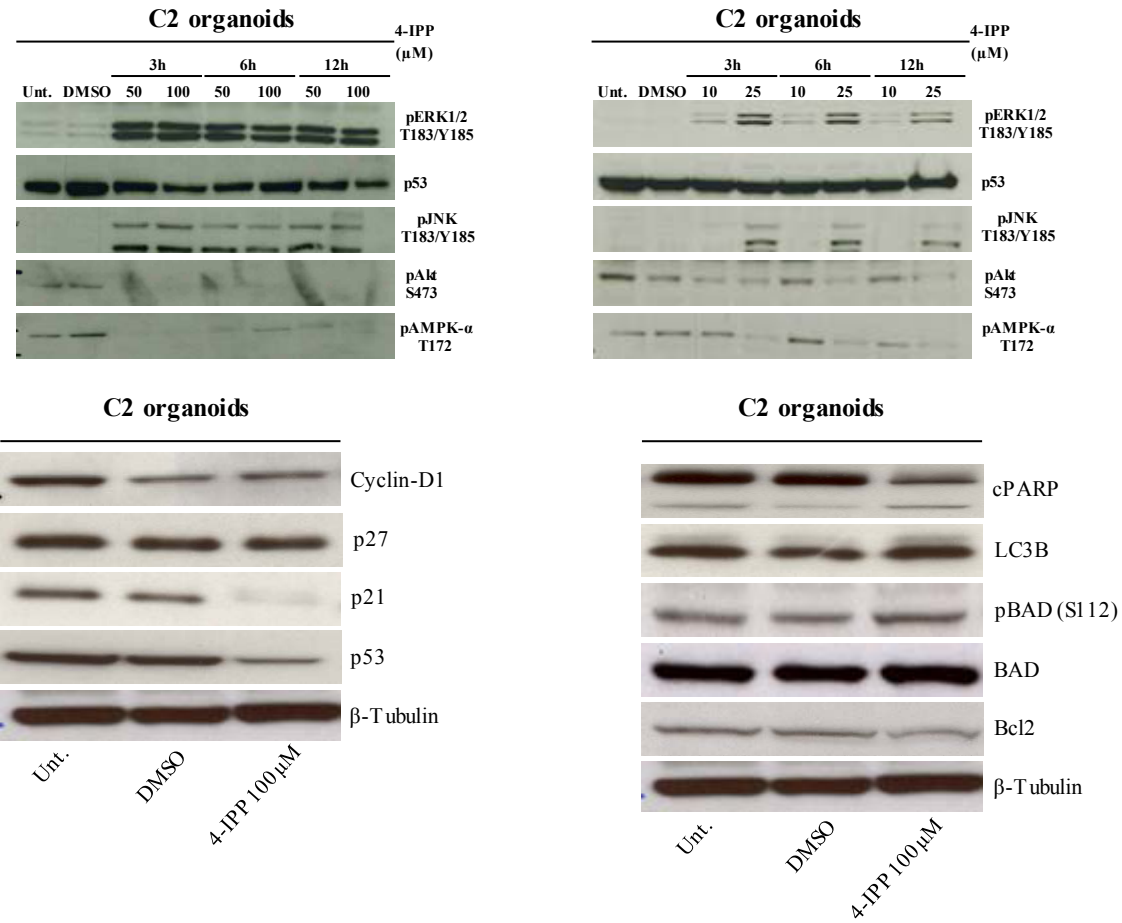 C2 organoids
4-IPP
(µM)
3h 6h 12h
Unt. DMSO 50 100 50 100 50 100
pERK1/2
T183/Y185
p53
pJNK
T183/Y185
pAkt
S473
pAMPK-α
T172
C2 organoids
4-IPP
(µM)
3h 6h 12h
Unt. DMSO 10 25 10 25 10 25
pERK1/2
T183/Y185
p53
pJNK
T183/Y185
pAkt
S473
pAMPK-α
T172
C2 organoids
Cyclin-D1
p27
p21
p53
β-Tubulin
Unt. DMSO 4-IPP 100 µM
C2 organoids
cPARP
LC3B
pBAD (S112)
BAD
Bcl2
β-Tubulin
Unt. DMSO 4-IPP 100 µM